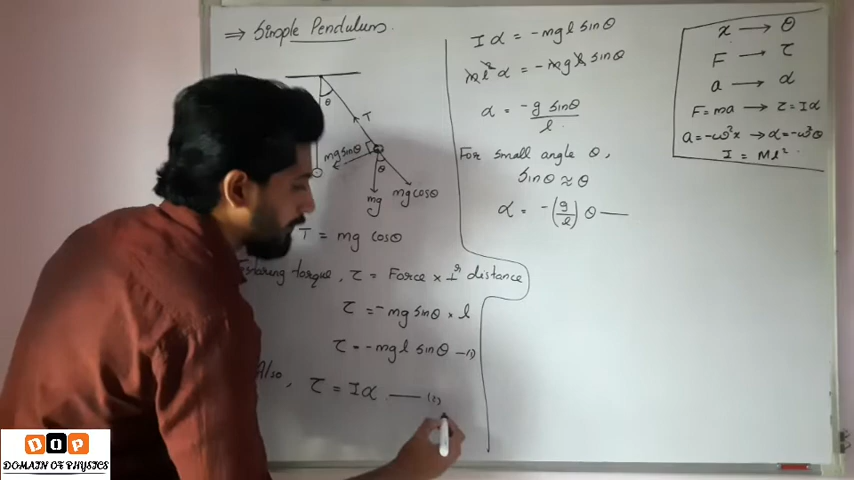 ⇒ Simple Pendulum.
θ
T
mg sinθ
θ
mg
mg cosθ
T = mg cosθ
torque, τ = Force × ⊥r distance
τ = -mg sinθ × l
τ = -mgl sinθ —(1)
Also, τ = Iα —— (2)
Iα = -mgl sinθ
ml²α = -mgl sinθ
α = -g sinθ / l
For small angle θ,
sinθ ≈ θ
α = -(g/l) θ ——
x → θ
F → τ
a → α
F = ma → τ = Iα
a = -ω²x → α = -ω²θ
I = Ml²
DOP
DOMAIN OF PHYSICS